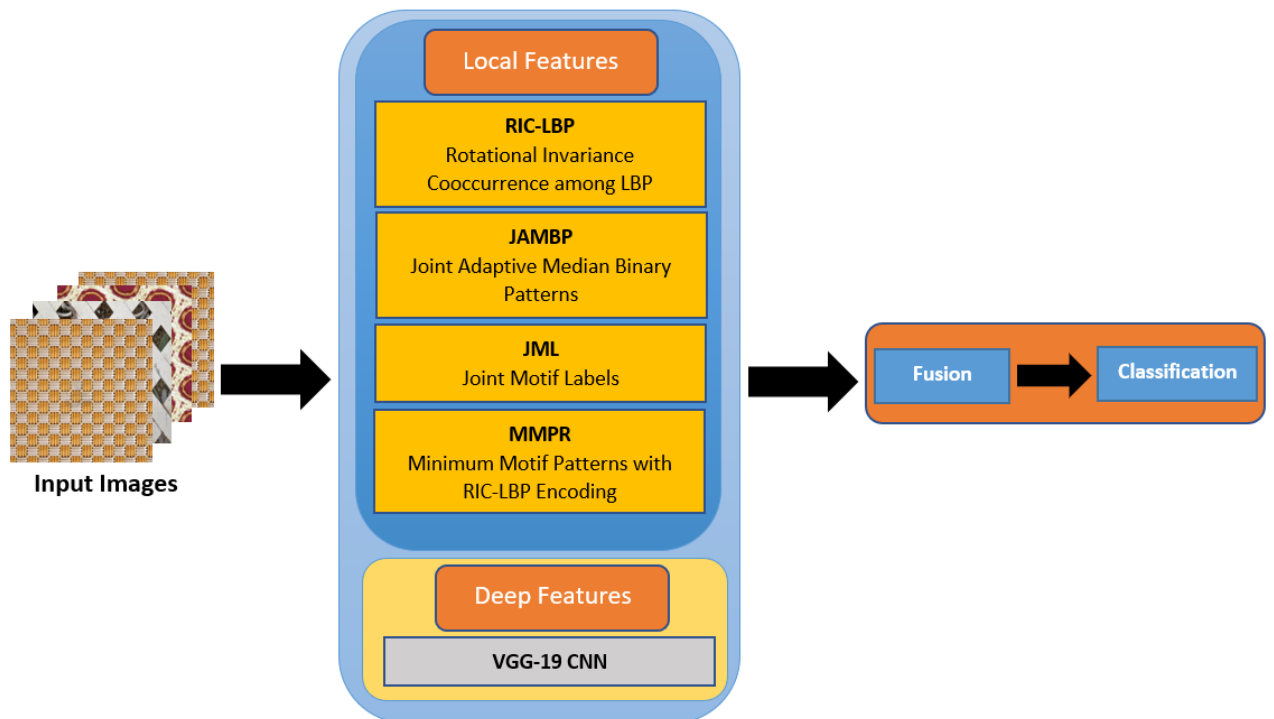 Local Features
RIC-LBP
Rotational Invariance
Cooccurrence among LBP
JAMBP
Joint Adaptive Median Binary
Patterns
JML
Joint Motif Labels
MMPR
Minimum Motif Patterns with
RIC-LBP Encoding
Deep Features
VGG-19 CNN
Input Images
Fusion
Classification